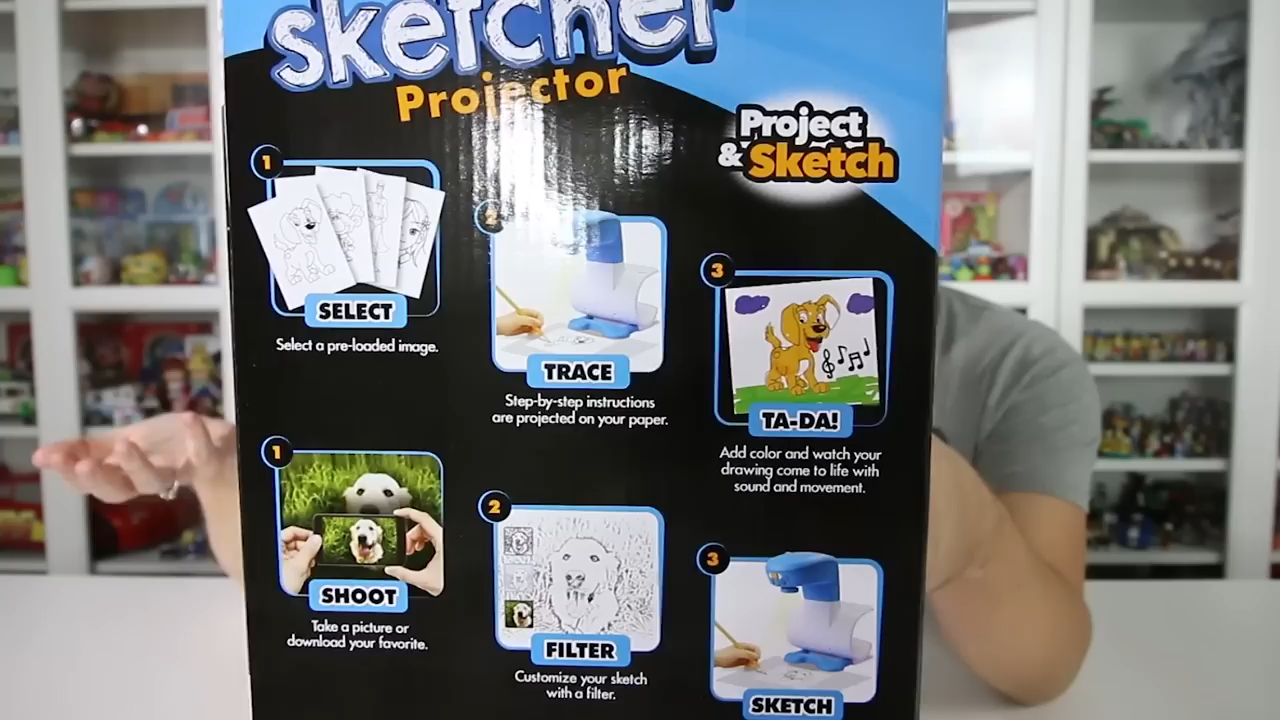 sketcher
Projector
Project
& Sketch
1
SELECT
Select a pre-loaded image.
2
TRACE
Step-by-step instructions
are projected on your paper.
3
TA-DA!
Add color and watch your
drawing come to life with
sound and movement.
1
SHOOT
Take a picture or
download your favorite.
2
FILTER
Customize your sketch
with a filter.
3
SKETCH